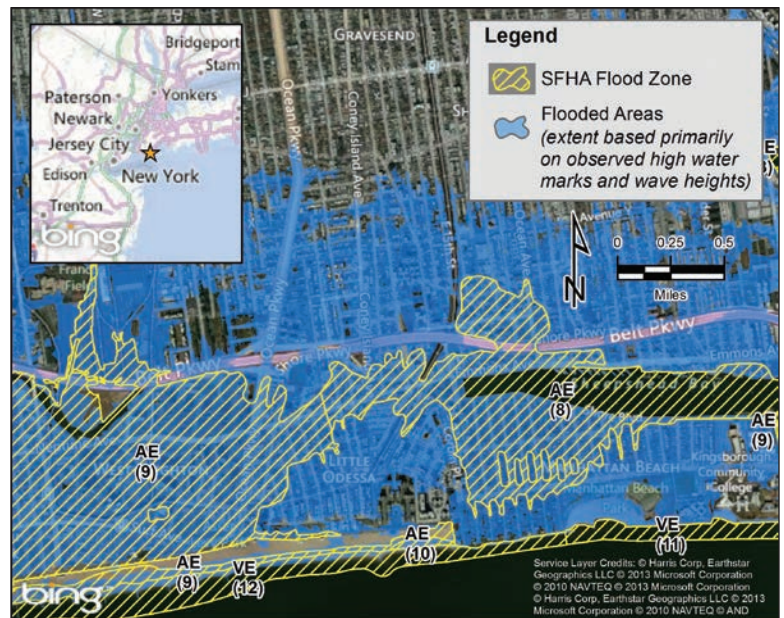 Bridgeport
Stam
Paterson
Yonkers
Newark
Jersey City
Edison
New York
Trenton
bing
GRAVESEND
Ocean Pkwy
Coney Island Ave
Legend
SFHA Flood Zone
Flooded Areas
(extent based primarily
on observed high water
marks and wave heights)
N
0 0.25 0.5
Miles
Ocean Ave
Belt Pkwy
Shore Pkwy
Emmons A
Sheepshead Bay
AE
(8)
AE
(9)
AE
(9)
LITTLE
ODESSA
Manhattan Beach
Park
Kingsborough
Community
College
AE
(10)
VE
(11)
AE
(9)
VE
(12)
bing
Service Layer Credits: © Harris Corp, Earthstar
Geographics LLC © 2013 Microsoft Corporation
© 2010 NAVTEQ © 2013 Microsoft Corporation
© Harris Corp, Earthstar Geographics LLC © 2013
Microsoft Corporation © 2010 NAVTEQ © AND